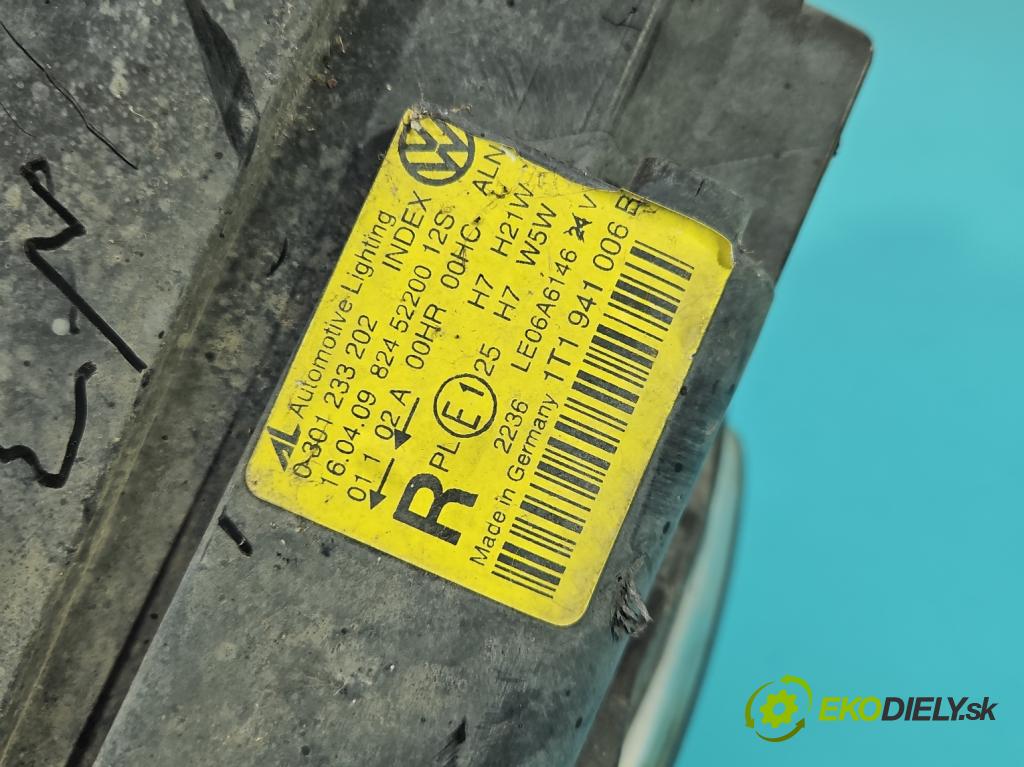 AL Automotive Lighting
0 301 233 202 INDEX
16.04.09 824 52200 12S
01 1 02 A 00HR 00HC ALN
R PL E1 25 H7 H21W
H7 W5W
2236 LE06A6146 24 V
Made in Germany 1T1 941 006 B
EKODIELY.sk